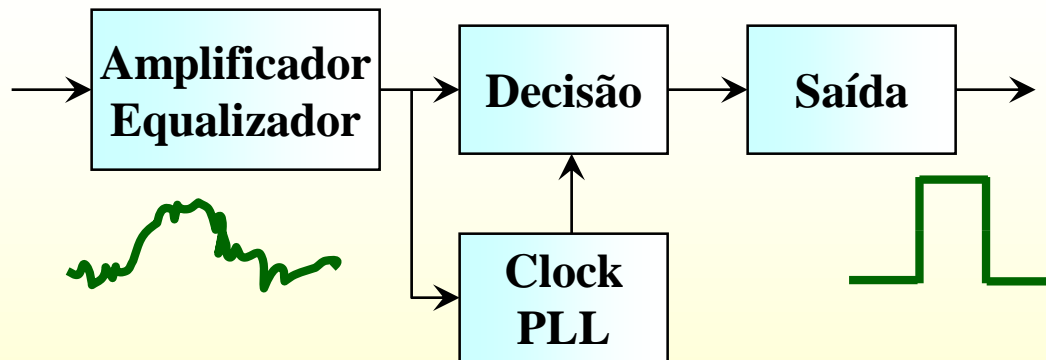 Amplificador
Equalizador
Decisão
Saída
Clock
PLL